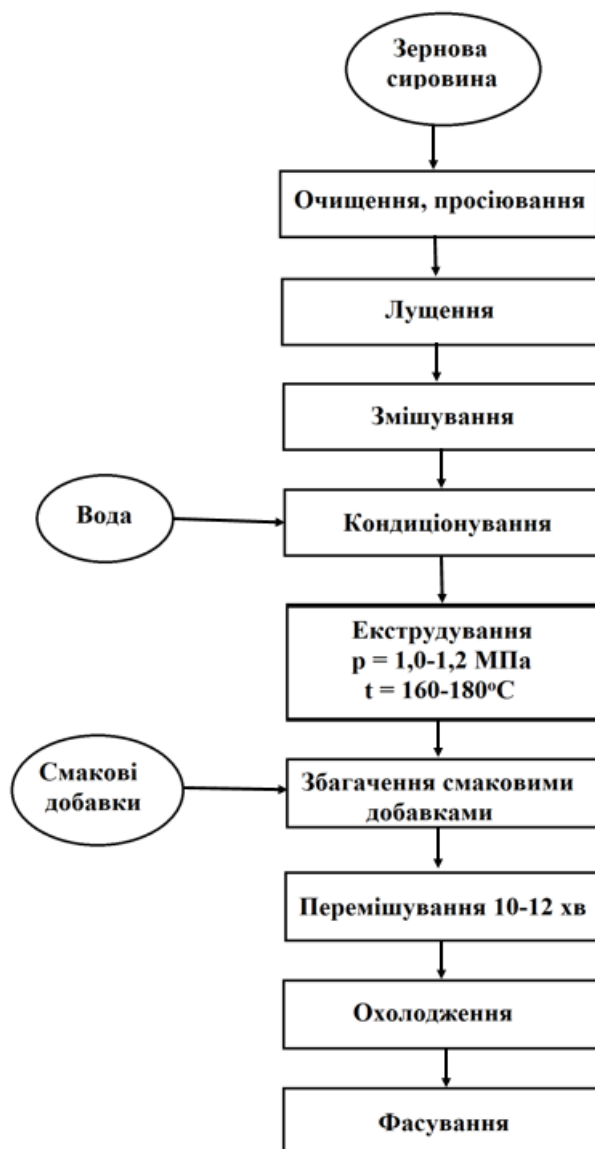 Зернова
сировина
Очищення, просіювання
Лущення
Змішування
Вода
Кондиціонування
Екструдування
p = 1,0-1,2 МПа
t = 160-180°С
Смакові
добавки
Збагачення смаковими
добавками
Перемішування 10-12 хв
Охолодження
Фасування